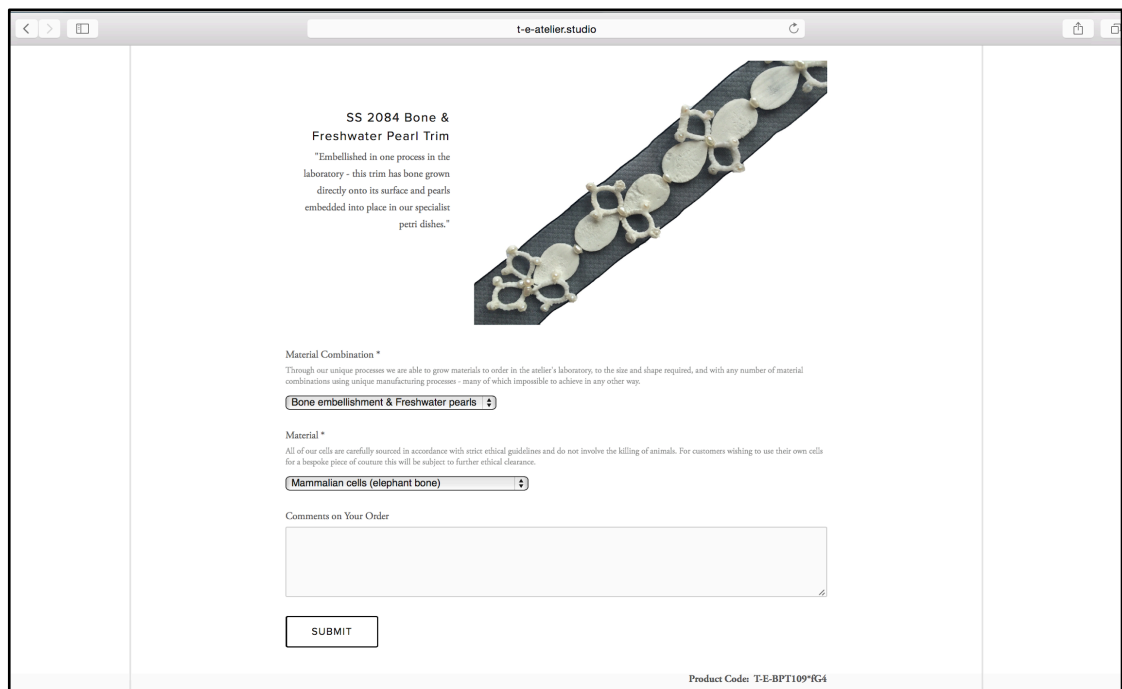 t-e-atelier.studio
SS 2084 Bone &
Freshwater Pearl Trim
"Embellished in one process in the
laboratory - this trim has bone grown
directly onto its surface and pearls
embedded into place in our specialist
petri dishes."
Material Combination *
Through our unique processes we are able to grow materials to order in the atelier's laboratory, to the size and shape required, and with any number of material
combinations using unique manufacturing processes - many of which impossible to achieve in any other way.
Bone embellishment & Freshwater pearls
Material *
All of our cells are carefully sourced in accordance with strict ethical guidelines and do not involve the killing of animals. For customers wishing to use their own cells
for a bespoke piece of couture this will be subject to further ethical clearance.
Mammalian cells (elephant bone)
Comments on Your Order
SUBMIT
Product Code: T-E-BPT109*fG4